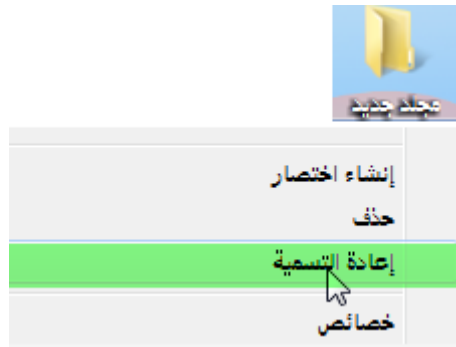 مجلد جديد
إنشاء اختصار
حذف
إعادة التسمية
خصائص